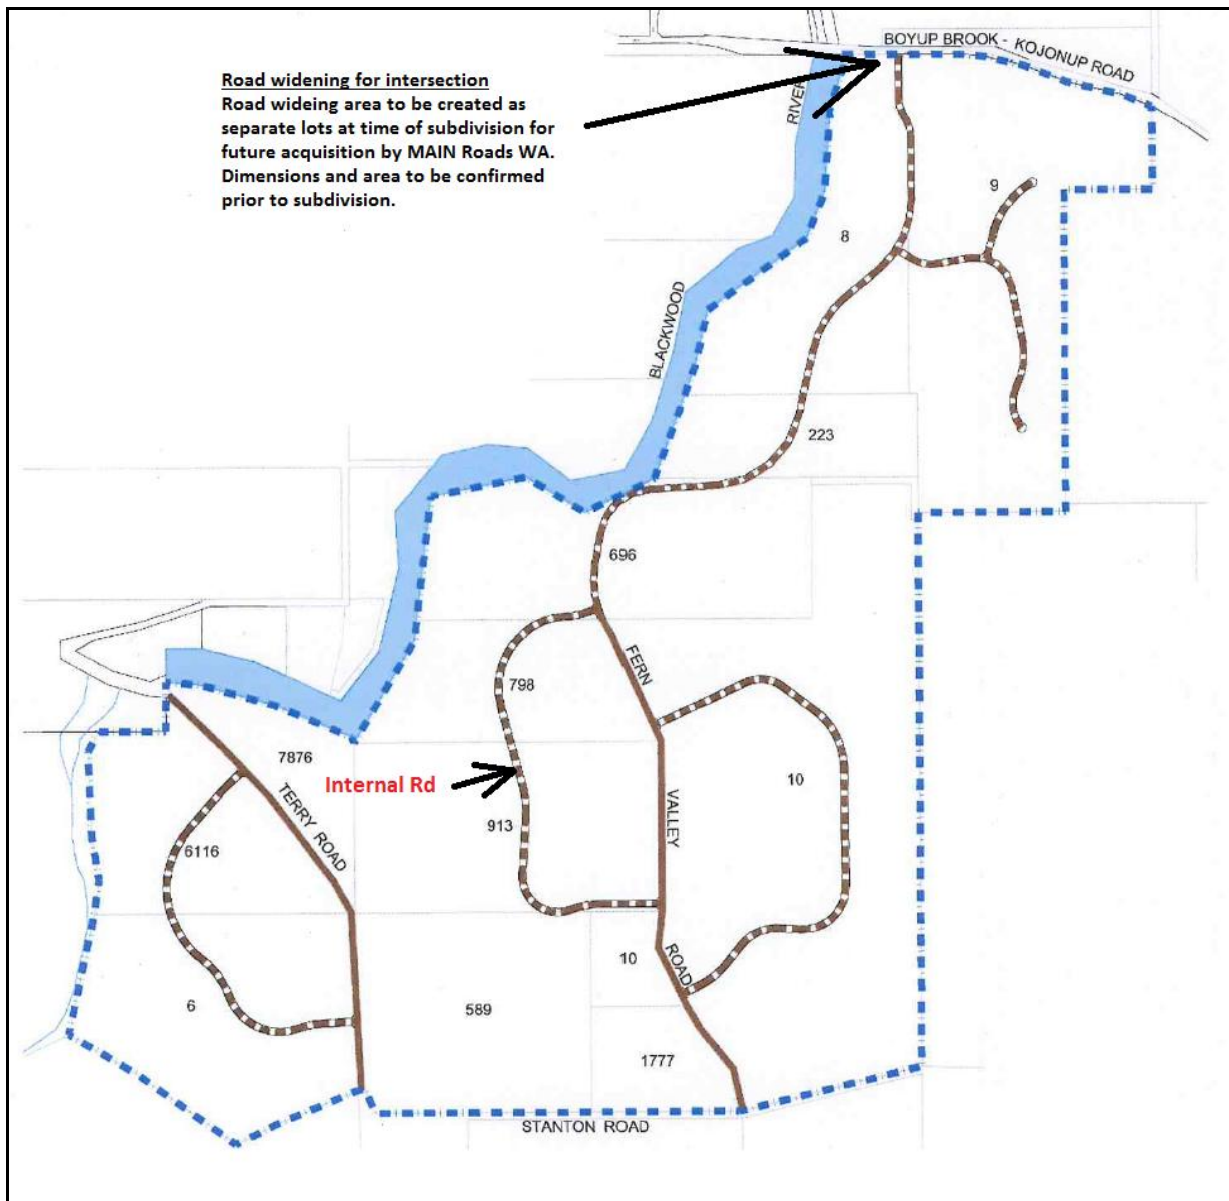 BOYUP BROOK - KOJONUP ROAD
Road widening for intersection
Road wideing area to be created as
separate lots at time of subdivision for
future acquisition by MAIN Roads WA.
Dimensions and area to be confirmed
prior to subdivision.
RIVER
9
8
BLACKWOOD
223
696
FERN
798
7876
Internal Rd
10
TERRY ROAD
VALLEY
913
6116
ROAD
10
6
589
1777
STANTON ROAD